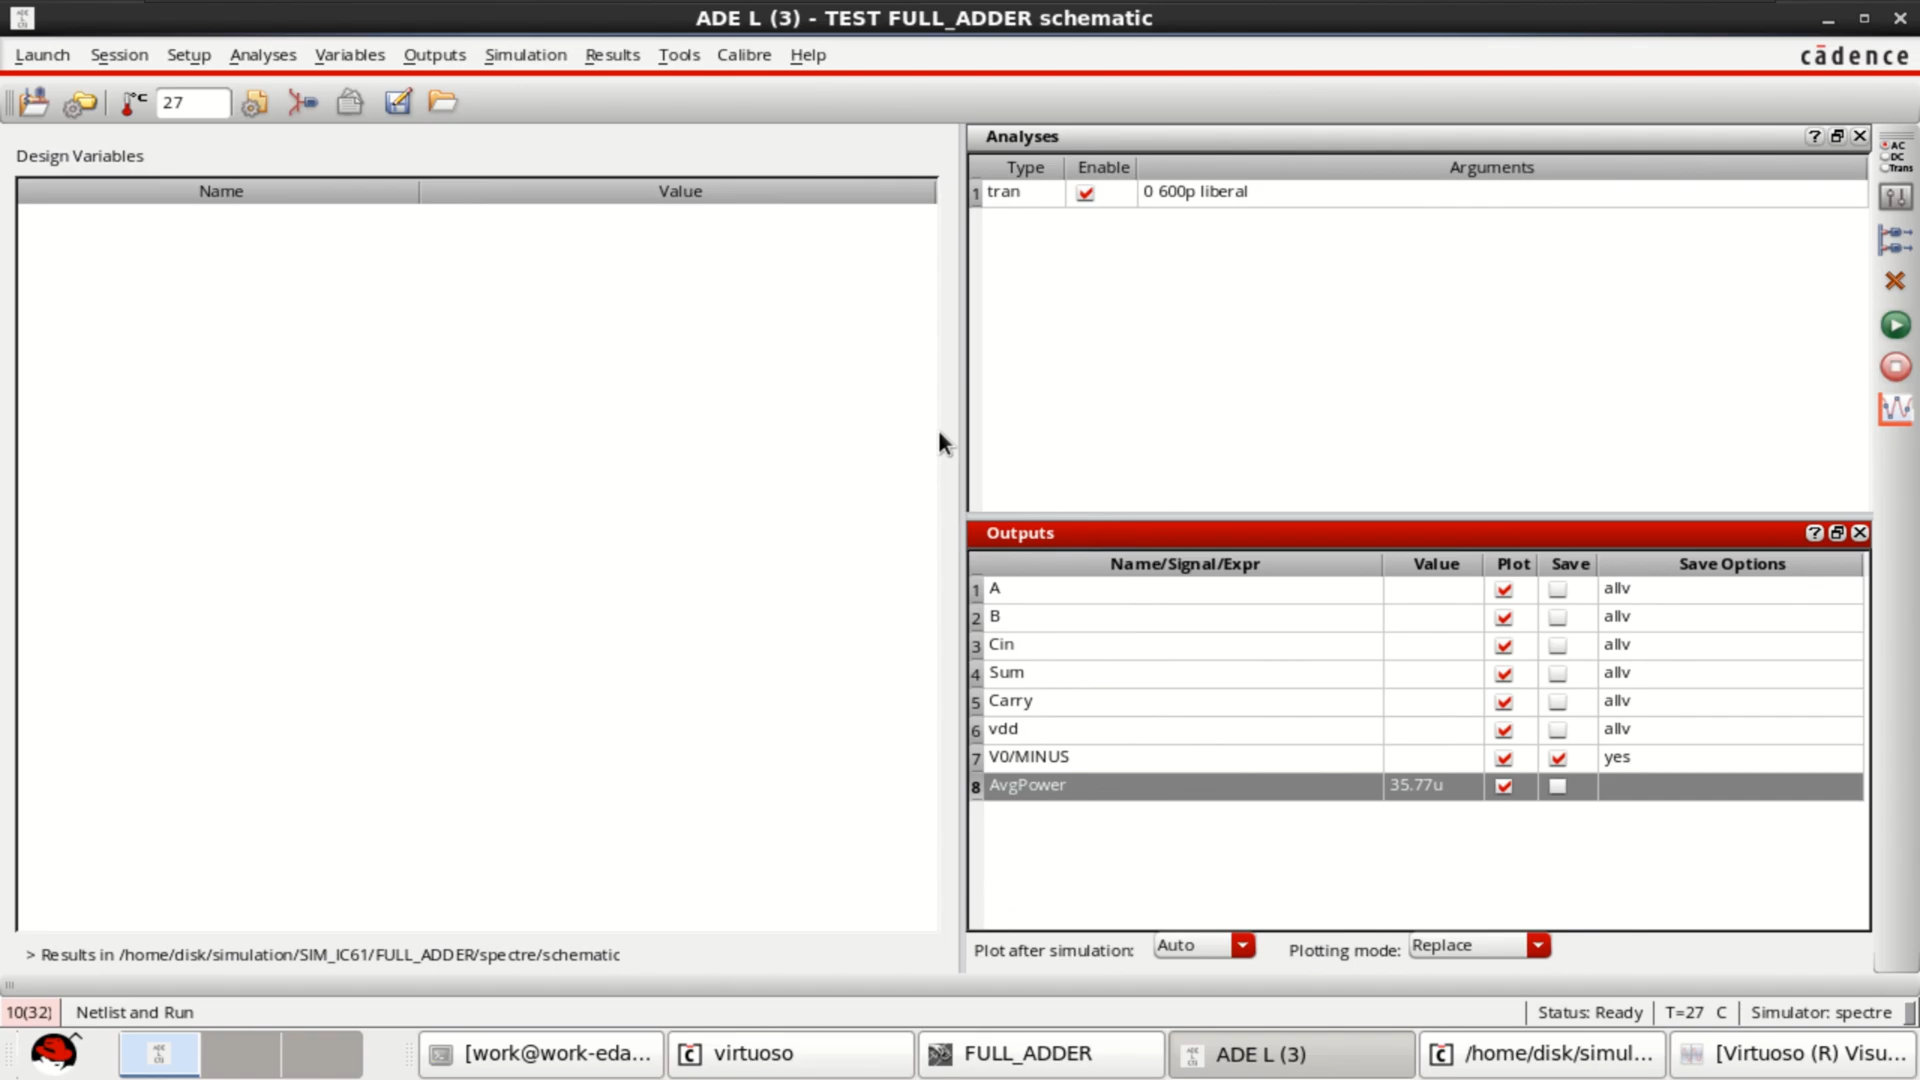 ADE L (3) - TEST FULL_ADDER schematic
Launch Session Setup Analyses Variables Outputs Simulation Results Tools Calibre Help
cādence
°C 27
Design Variables
Name Value
Analyses
Type Enable Arguments
1 tran 0 600p liberal
AC
DC
Trans
Outputs
Name/Signal/Expr Value Plot Save Save Options
1 A allv
2 B allv
3 Cin allv
4 Sum allv
5 Carry allv
6 vdd allv
7 V0/MINUS yes
8 AvgPower 35.77u
Plot after simulation: Auto Plotting mode: Replace
> Results in /home/disk/simulation/SIM_IC61/FULL_ADDER/spectre/schematic
10(32) Netlist and Run Status: Ready T=27 C Simulator: spectre
[work@work-eda... virtuoso FULL_ADDER ADE L (3) /home/disk/simul... [Virtuoso (R) Visu...